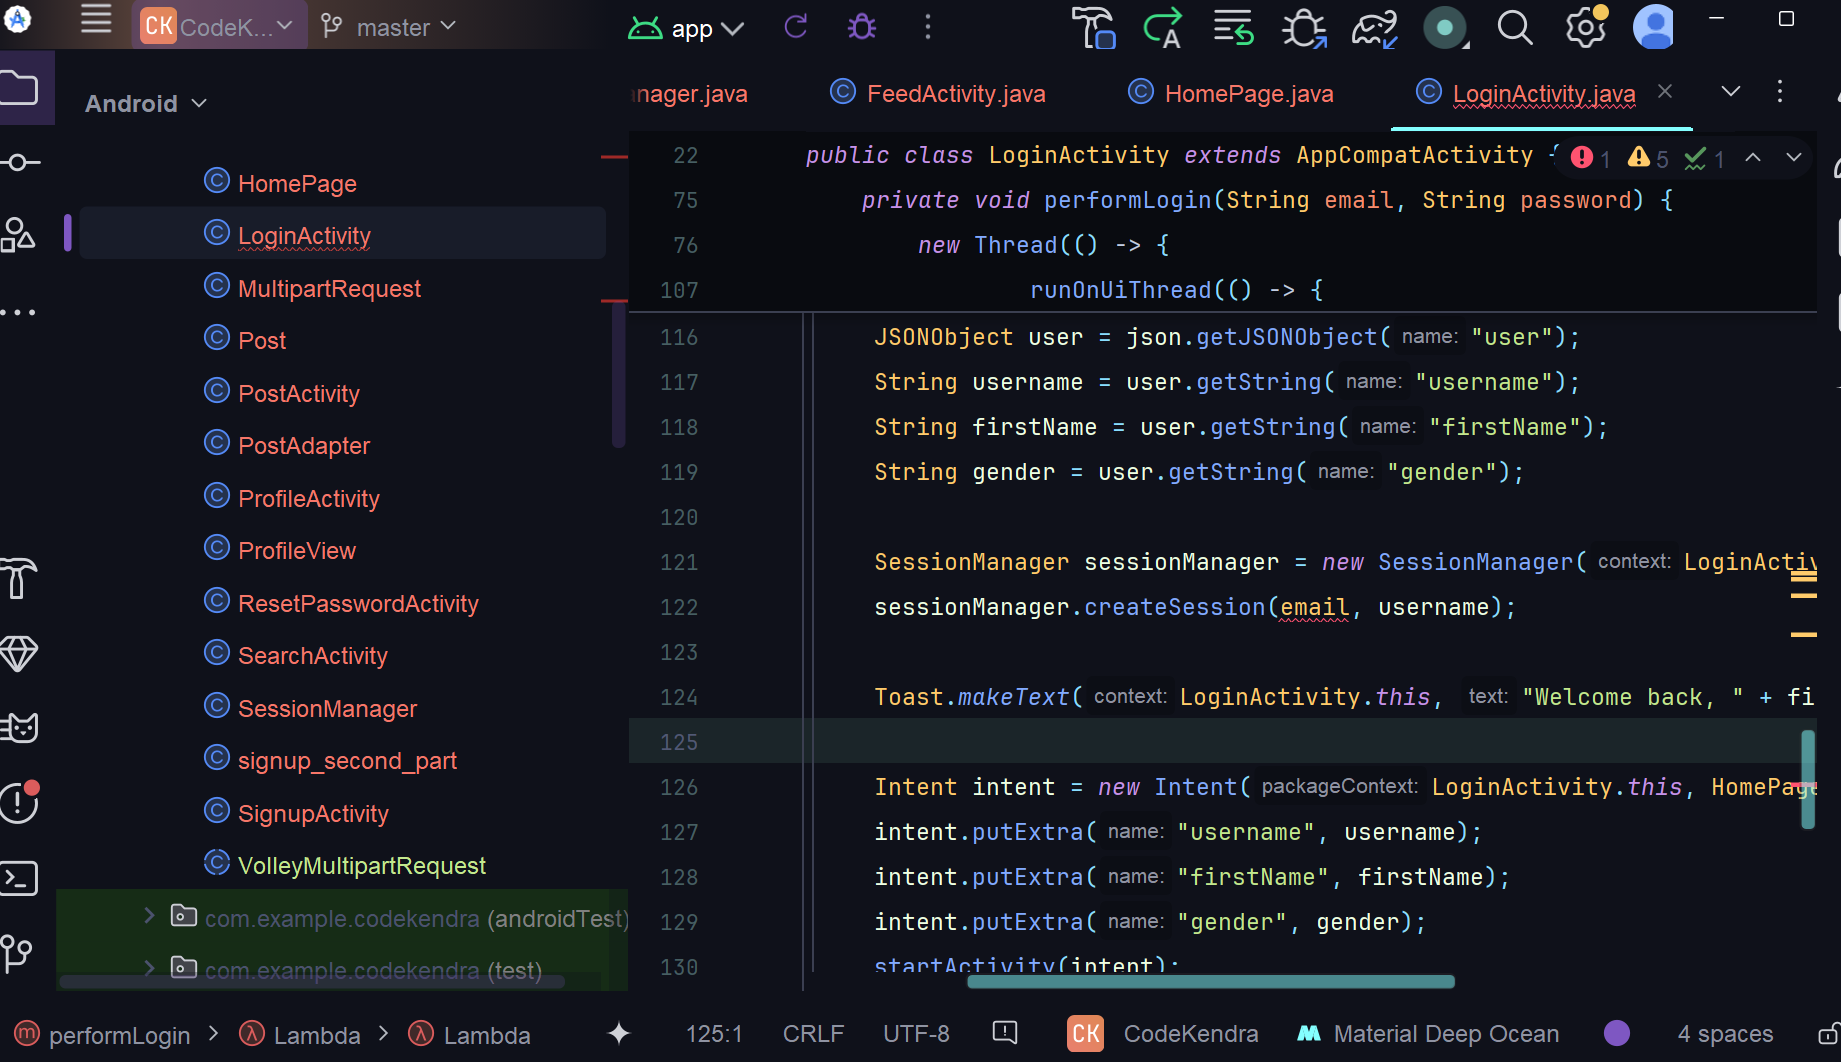 CK CodeK... master app
Android
nager.java FeedActivity.java HomePage.java LoginActivity.java
HomePage
LoginActivity
MultipartRequest
Post
PostActivity
PostAdapter
ProfileActivity
ProfileView
ResetPasswordActivity
SearchActivity
SessionManager
signup_second_part
SignupActivity
VolleyMultipartRequest
com.example.codekendra (androidTest)
com.example.codekendra (test)
22 public class LoginActivity extends AppCompatActivity {
1 5 1
75 private void performLogin(String email, String password) {
76 new Thread(() -> {
107 runOnUiThread(() -> {
116 JSONObject user = json.getJSONObject( name: "user");
117 String username = user.getString( name: "username");
118 String firstName = user.getString( name: "firstName");
119 String gender = user.getString( name: "gender");
120
121 SessionManager sessionManager = new SessionManager( context: LoginActiv
122 sessionManager.createSession(email, username);
123
124 Toast.makeText( context: LoginActivity.this, text: "Welcome back, " + fi
125
126 Intent intent = new Intent( packageContext: LoginActivity.this, HomePage
127 intent.putExtra( name: "username", username);
128 intent.putExtra( name: "firstName", firstName);
129 intent.putExtra( name: "gender", gender);
130 startActivity(intent);
performLogin > Lambda > Lambda 125:1 CRLF UTF-8 CK CodeKendra Material Deep Ocean 4 spaces